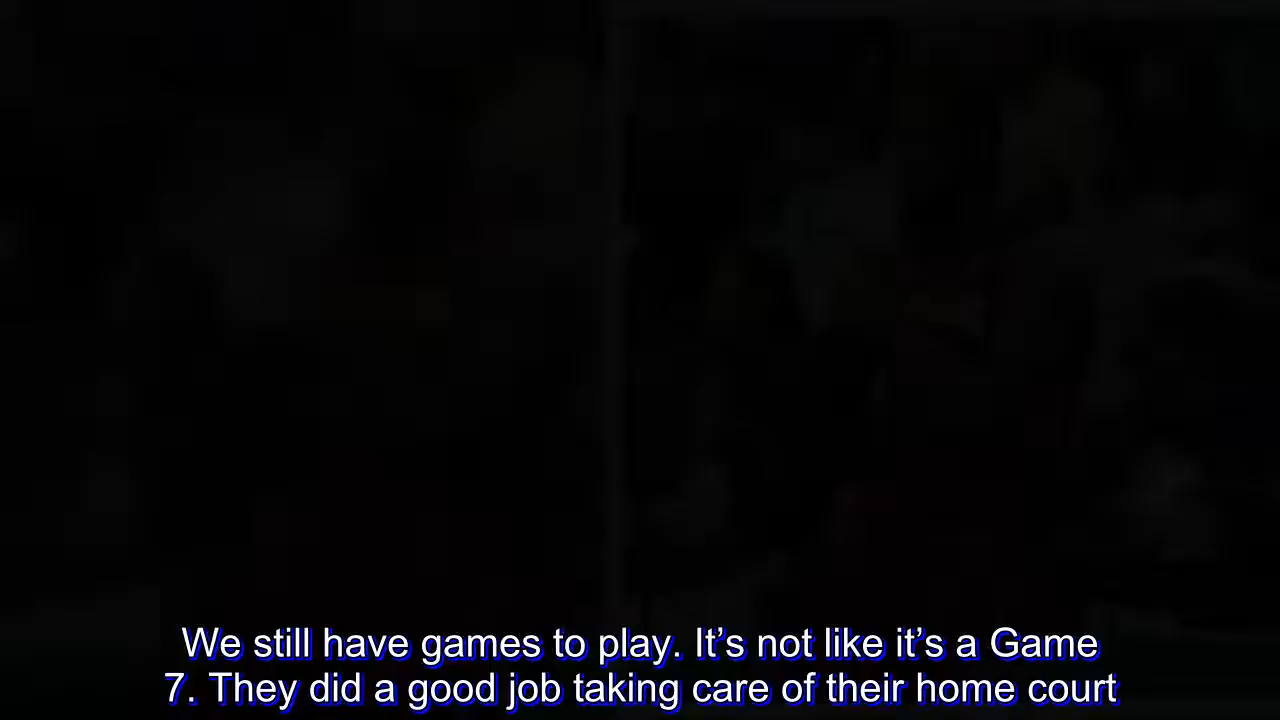 We still have games to play. It’s not like it’s a Game
7. They did a good job taking care of their home court